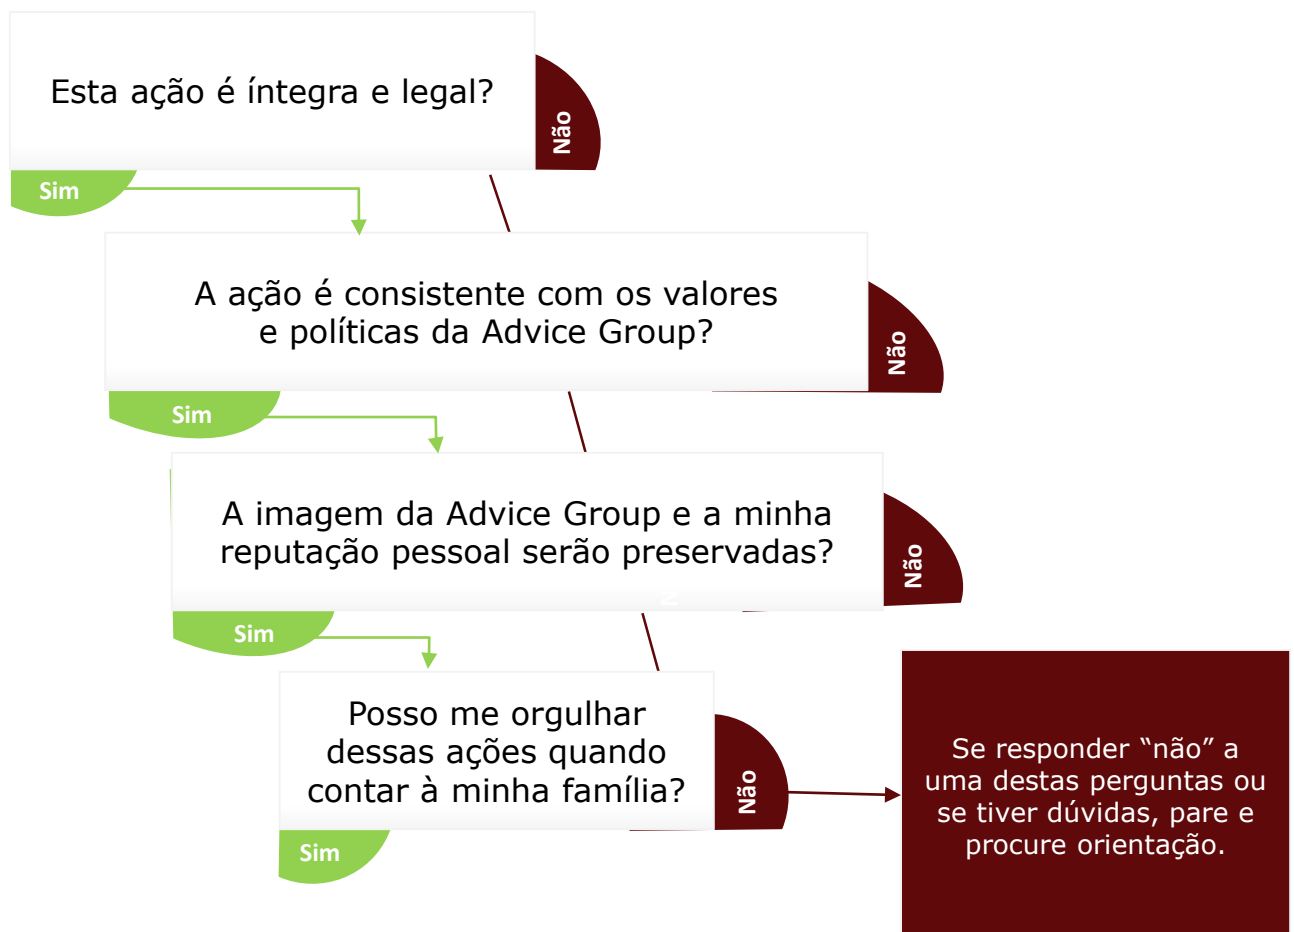 Esta ação é íntegra e legal?
Não
Sim
A ação é consistente com os valores
e políticas da Advice Group?
Não
Sim
A imagem da Advice Group e a minha
reputação pessoal serão preservadas?
Não
Sim
Posso me orgulhar
dessas ações quando
contar à minha família?
Não
Sim
Se responder “não” a
uma destas perguntas ou
se tiver dúvidas, pare e
procure orientação.